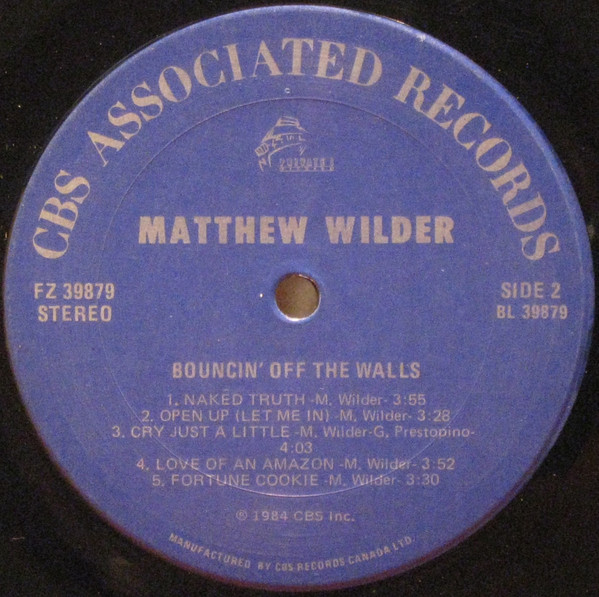 CBS ASSOCIATED RECORDS
c
MATTHEW WILDER
FZ 39879
STEREO
SIDE 2
BL 39879
BOUNCIN' OFF THE WALLS
1. NAKED TRUTH -M. Wilder- 3:55
2. OPEN UP (LET ME IN) -M. Wilder- 3:28
3. CRY JUST A LITTLE -M. Wilder-G. Prestopino-
4:03
4. LOVE OF AN AMAZON -M. Wilder- 3:52
5. FORTUNE COOKIE -M. Wilder- 3:30
℗ 1984 CBS Inc.
MANUFACTURED BY CBS RECORDS CANADA LTD.